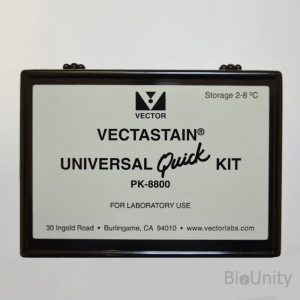 Storage 2-8 ºC
VECTOR
VECTASTAIN®
UNIVERSAL Quick KIT
PK-8800
FOR LABORATORY USE
30 Ingold Road • Burlingame, CA 94010 • www.vectorlabs.com
BioUnity